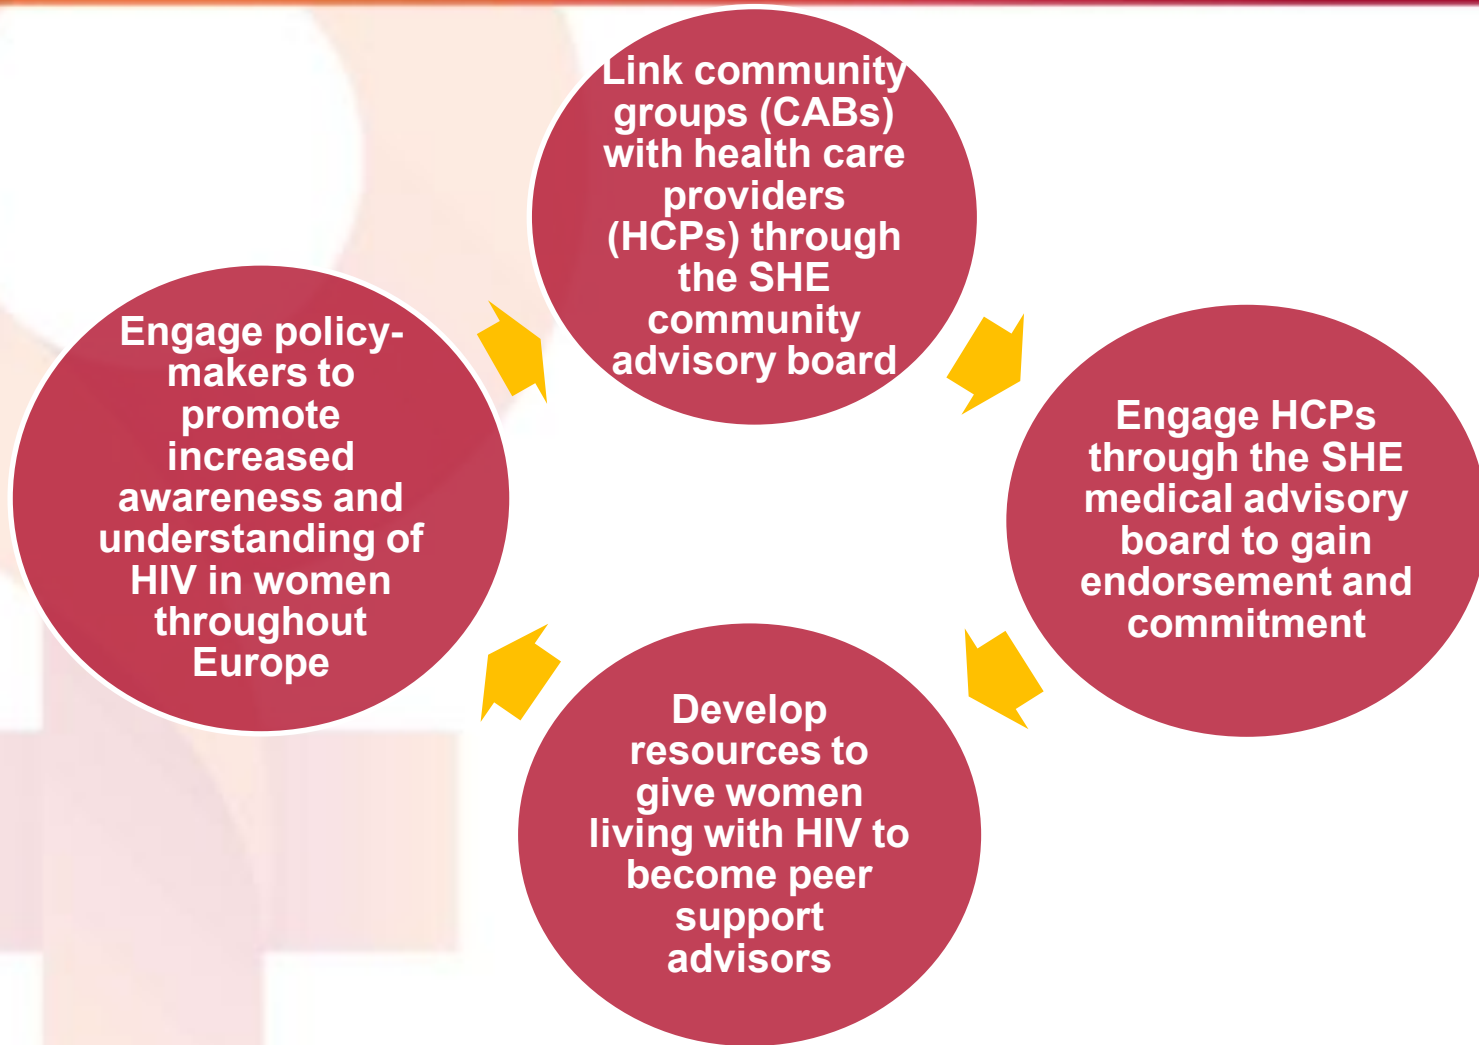 Link community
groups (CABs)
with health care
providers
(HCPs) through
the SHE
community
advisory board
Engage HCPs
through the SHE
medical advisory
board to gain
endorsement and
commitment
Develop
resources to
give women
living with HIV to
become peer
support
advisors
Engage policy-
makers to
promote
increased
awareness and
understanding of
HIV in women
throughout
Europe